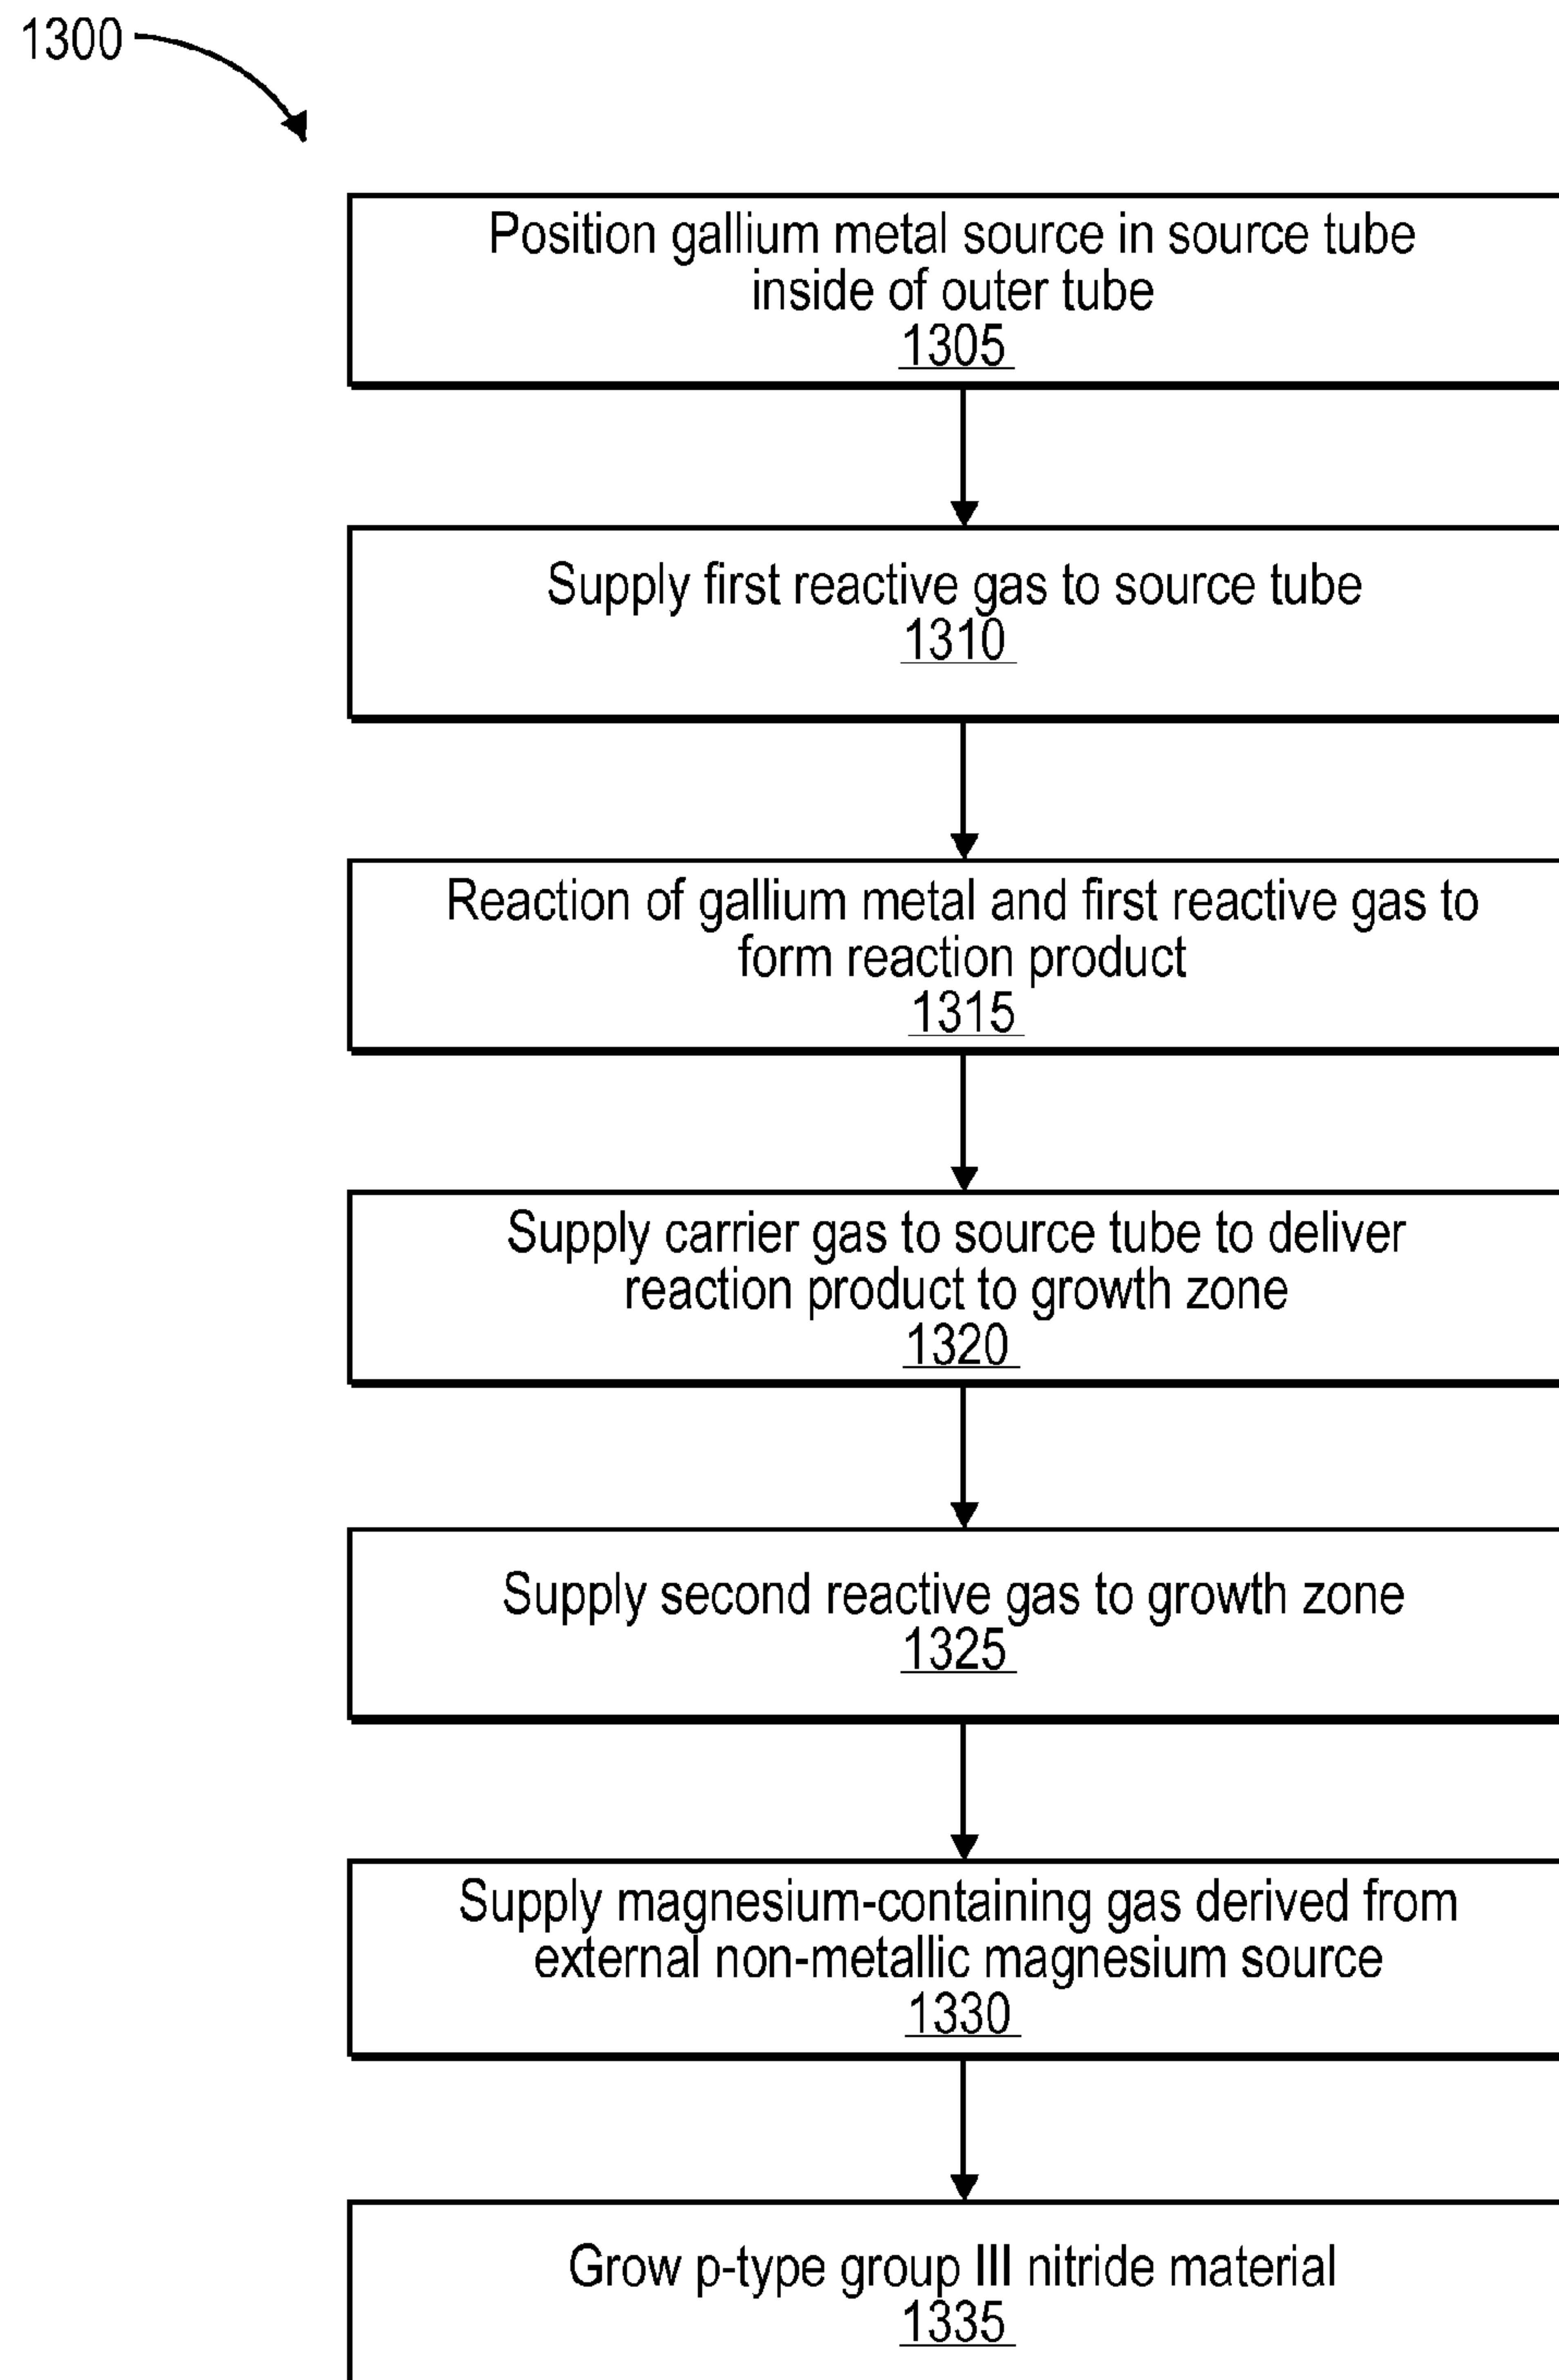 1300
Position gallium metal source in source tube
inside of outer tube
1305
Supply first reactive gas to source tube
1310
Reaction of gallium metal and first reactive gas to
form reaction product
1315
Supply carrier gas to source tube to deliver
reaction product to growth zone
1320
Supply second reactive gas to growth zone
1325
Supply magnesium-containing gas derived from
external non-metallic magnesium source
1330
Grow p-type group III nitride material
1335